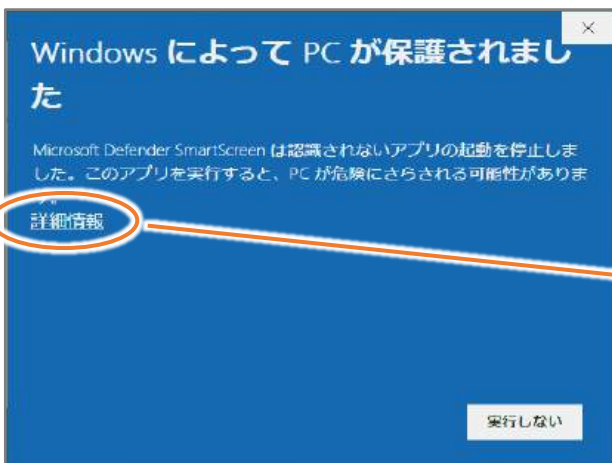 Windows によって PC が保護されまし
た
Microsoft Defender SmartScreen は認識されないアプリの起動を停止しま
した。このアプリを実行すると、PC が危険にさらされる可能性がありま
す。
詳細情報
実行しない